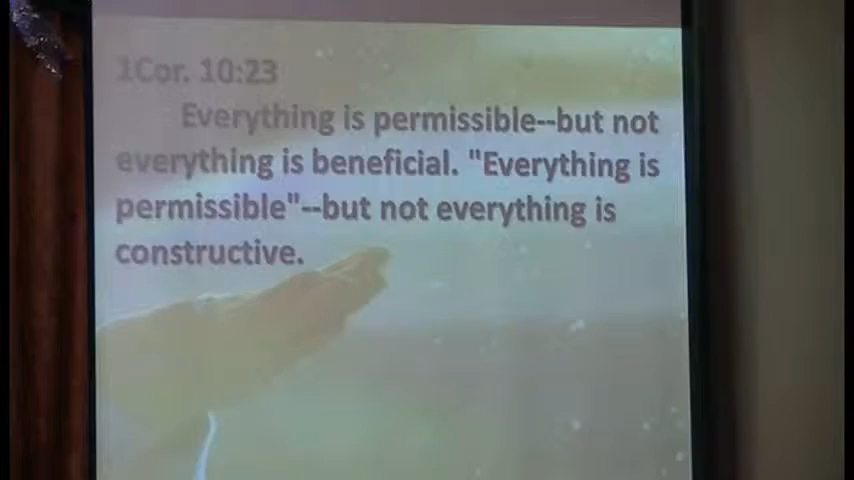 1Cor. 10:23
Everything is permissible--but not
everything is beneficial. "Everything is
permissible"--but not everything is
constructive.